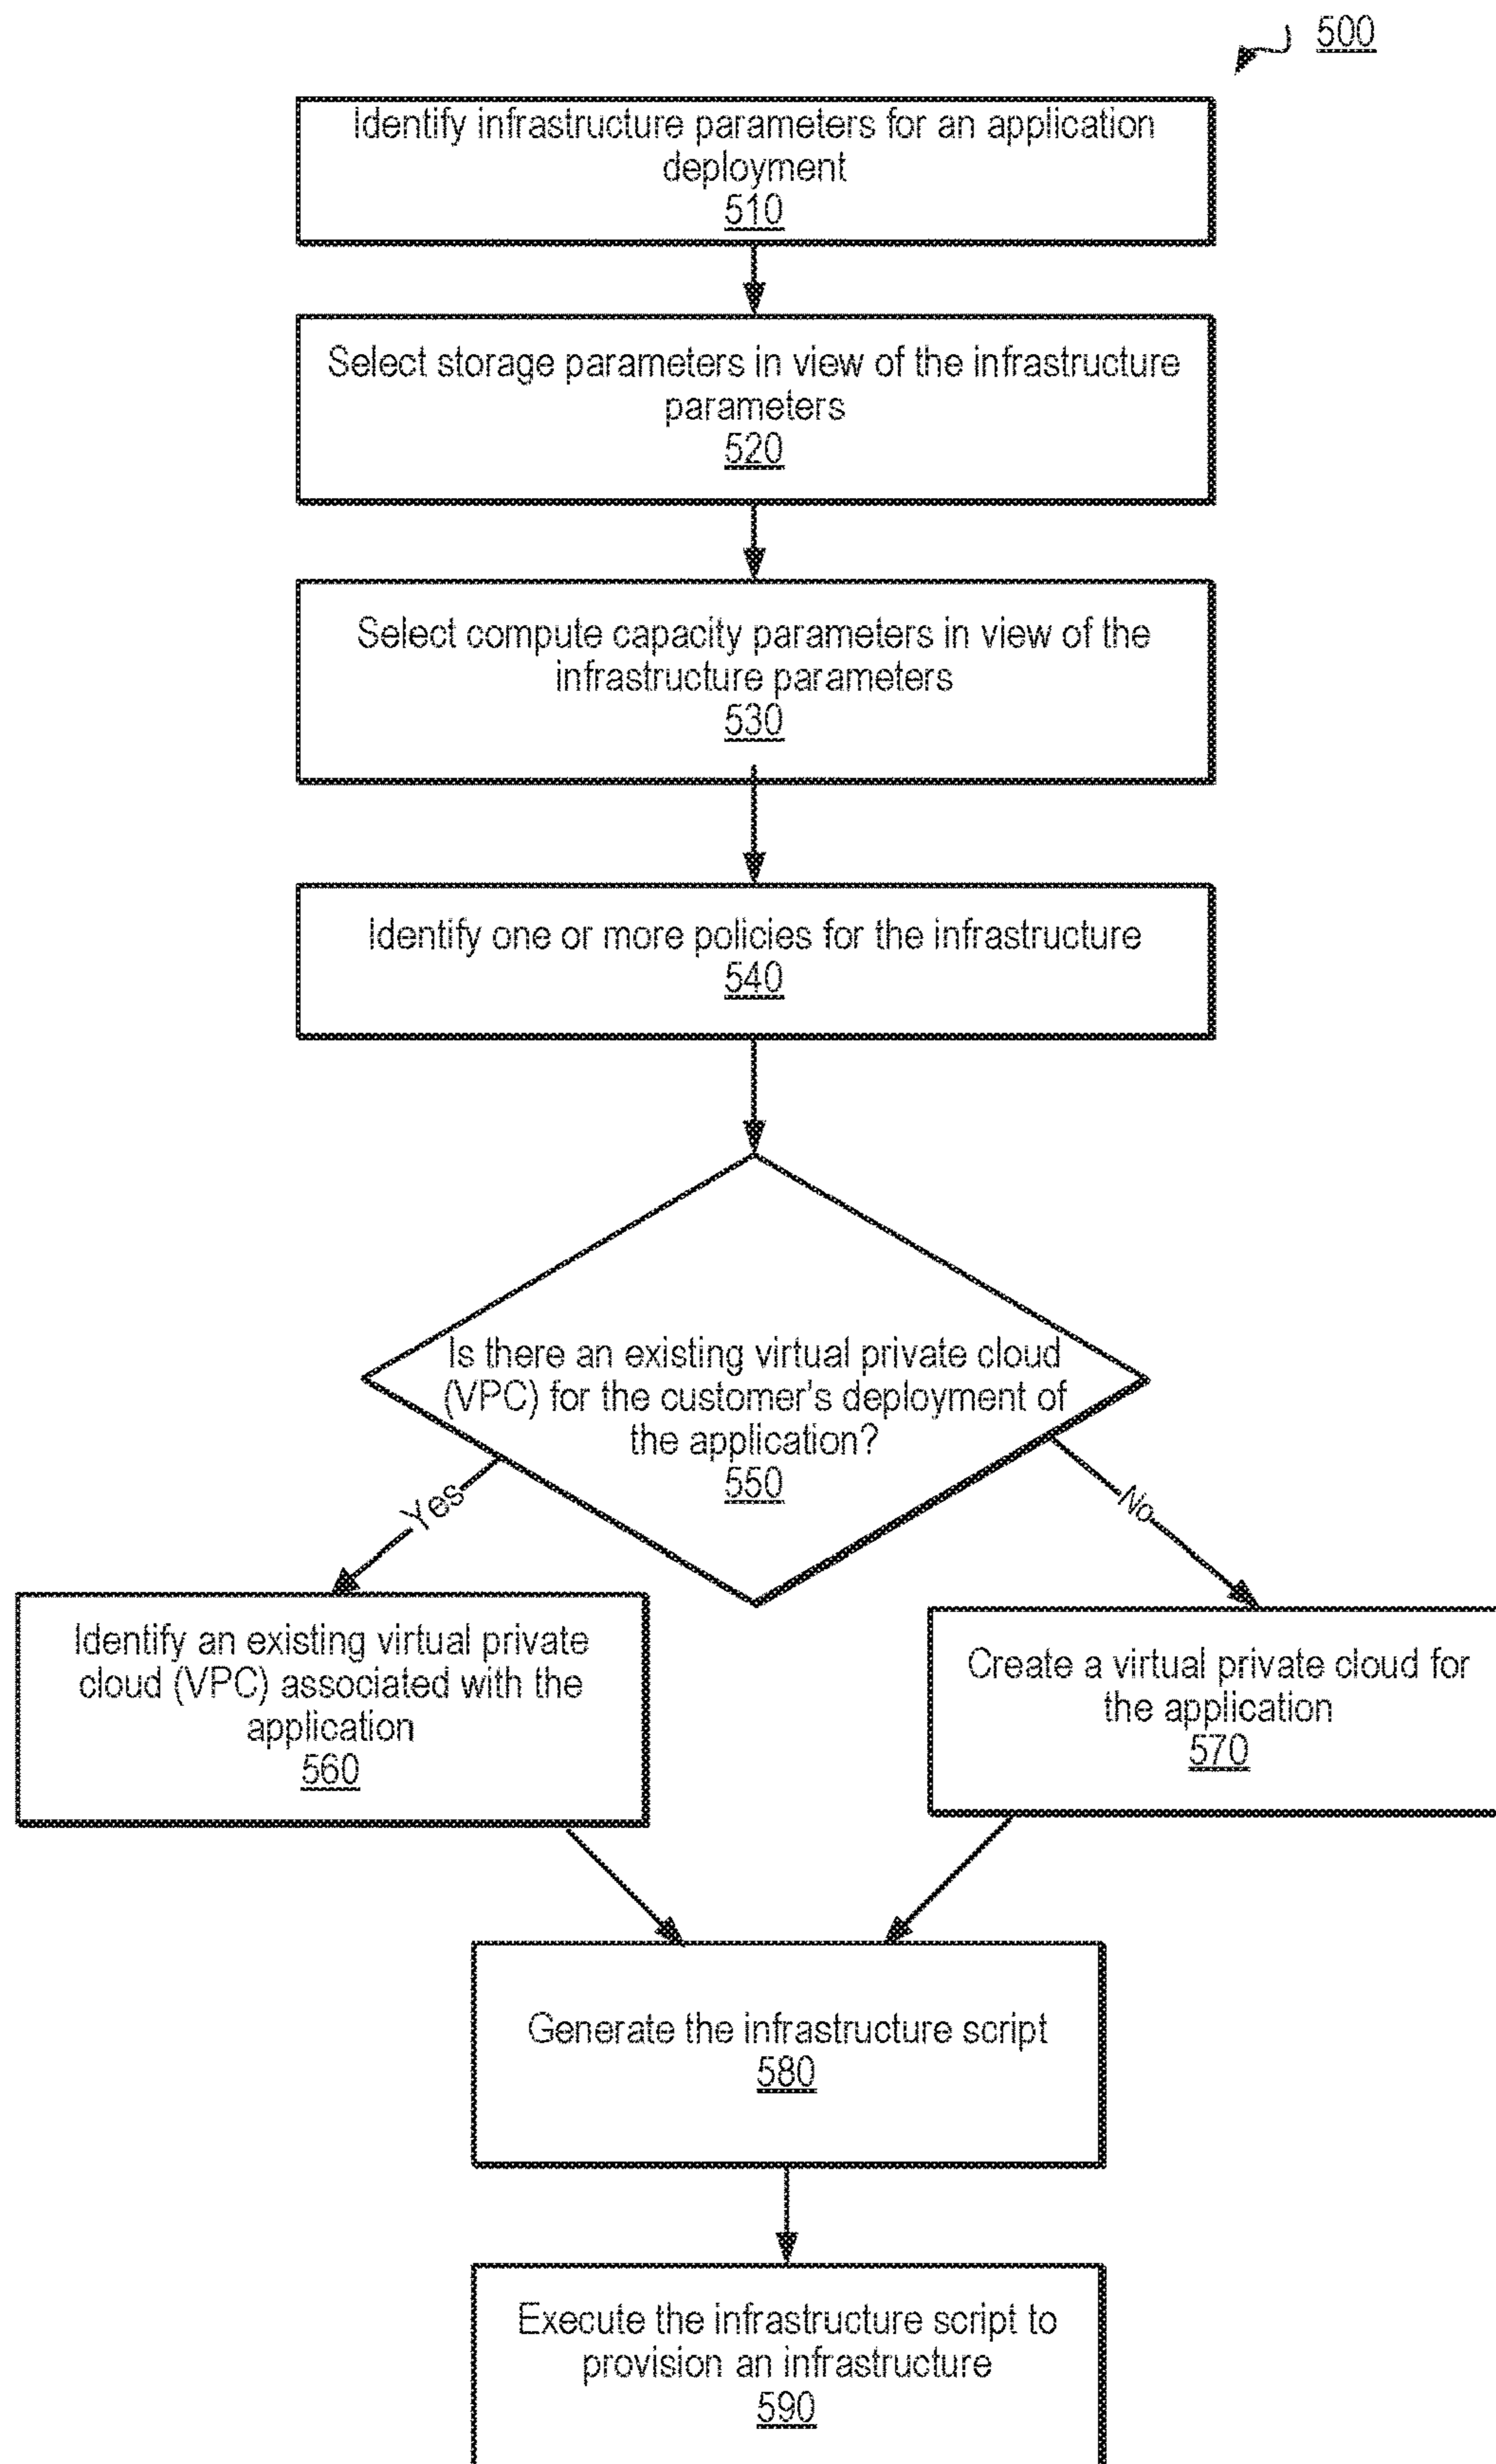 500
Identify infrastructure parameters for an application
deployment
510
Select storage parameters in view of the infrastructure
parameters
520
Select compute capacity parameters in view of the
infrastructure parameters
530
Identify one or more policies for the infrastructure
540
Is there an existing virtual private cloud
(VPC) for the customer's deployment of
the application?
550
Yes
No
Identify an existing virtual private
cloud (VPC) associated with the
application
560
Create a virtual private cloud for
the application
570
Generate the infrastructure script
580
Execute the infrastructure script to
provision an infrastructure
590